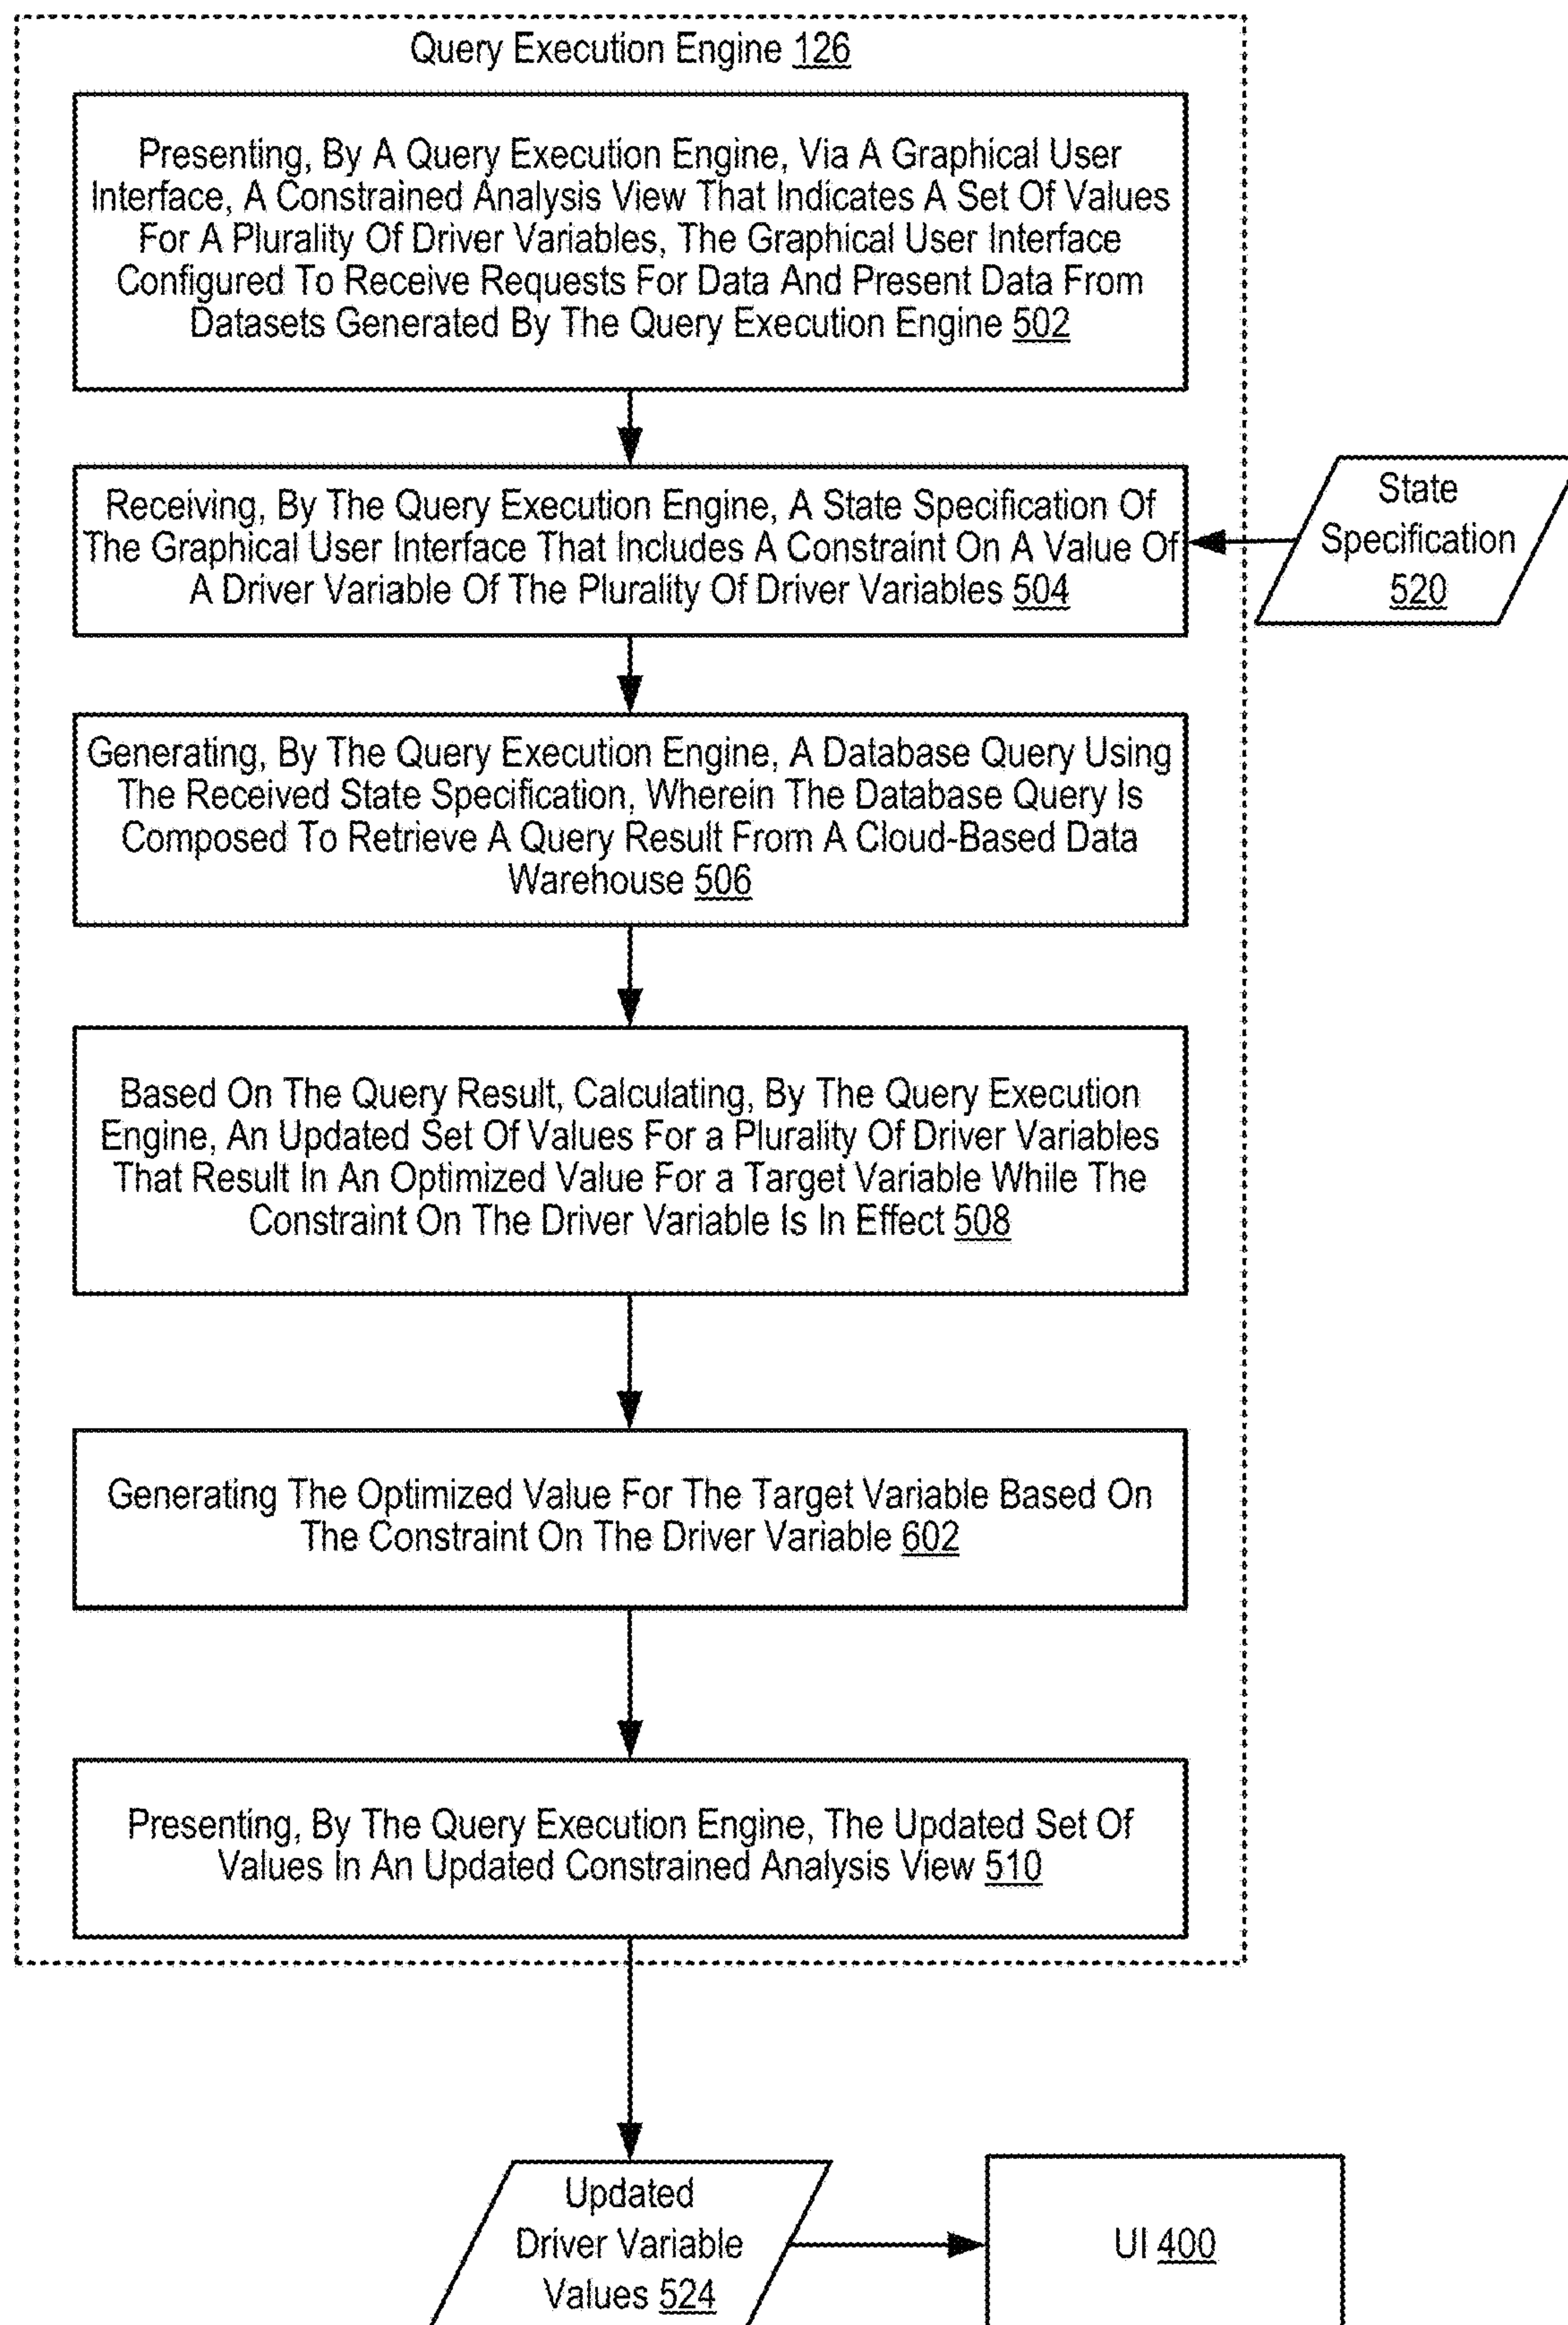 Query Execution Engine 126
Presenting, By A Query Execution Engine, Via A Graphical User
Interface, A Constrained Analysis View That Indicates A Set Of Values
For A Plurality Of Driver Variables, The Graphical User Interface
Configured To Receive Requests For Data And Present Data From
Datasets Generated By The Query Execution Engine 502
Receiving, By The Query Execution Engine, A State Specification Of
The Graphical User Interface That Includes A Constraint On A Value Of
A Driver Variable Of The Plurality Of Driver Variables 504
State
Specification
520
Generating, By The Query Execution Engine, A Database Query Using
The Received State Specification, Wherein The Database Query Is
Composed To Retrieve A Query Result From A Cloud-Based Data
Warehouse 506
Based On The Query Result, Calculating, By The Query Execution
Engine, An Updated Set Of Values For a Plurality Of Driver Variables
That Result In An Optimized Value For a Target Variable While The
Constraint On The Driver Variable Is In Effect 508
Generating The Optimized Value For The Target Variable Based On
The Constraint On The Driver Variable 602
Presenting, By The Query Execution Engine, The Updated Set Of
Values In An Updated Constrained Analysis View 510
Updated
Driver Variable
Values 524
UI 400